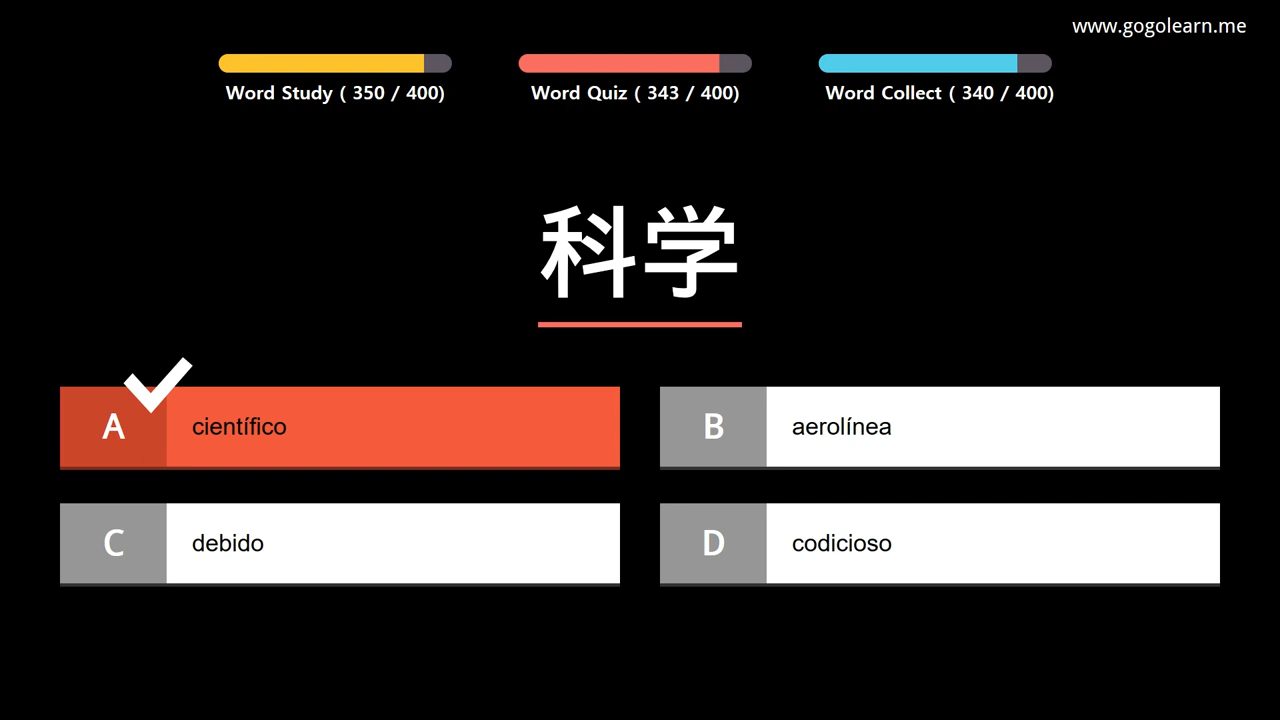 www.gogolearn.me
Word Study ( 350 / 400)
Word Quiz ( 343 / 400)
Word Collect ( 340 / 400)
科学
A científico
B aerolínea
C debido
D codicioso